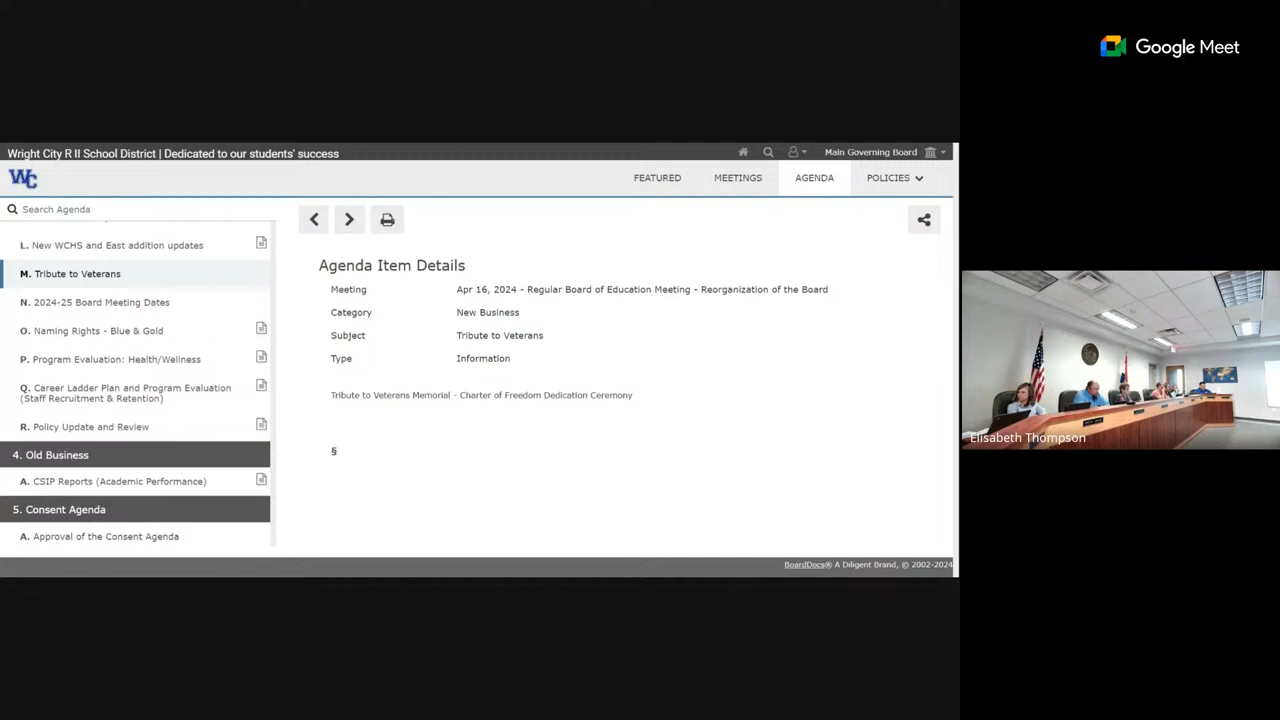 Google Meet
Wright City R II School District | Dedicated to our students' success
Main Governing Board
WC
FEATURED
MEETINGS
AGENDA
POLICIES
Search Agenda
L. New WCHS and East addition updates
M. Tribute to Veterans
N. 2024-25 Board Meeting Dates
O. Naming Rights - Blue & Gold
P. Program Evaluation: Health/Wellness
Q. Career Ladder Plan and Program Evaluation
(Staff Recruitment & Retention)
R. Policy Update and Review
4. Old Business
A. CSIP Reports (Academic Performance)
5. Consent Agenda
A. Approval of the Consent Agenda
Agenda Item Details
Meeting Apr 16, 2024 - Regular Board of Education Meeting - Reorganization of the Board
Category New Business
Subject Tribute to Veterans
Type Information
Tribute to Veterans Memorial - Charter of Freedom Dedication Ceremony
§
BoardDocs® A Diligent Brand, © 2002-2024
Elisabeth Thompson